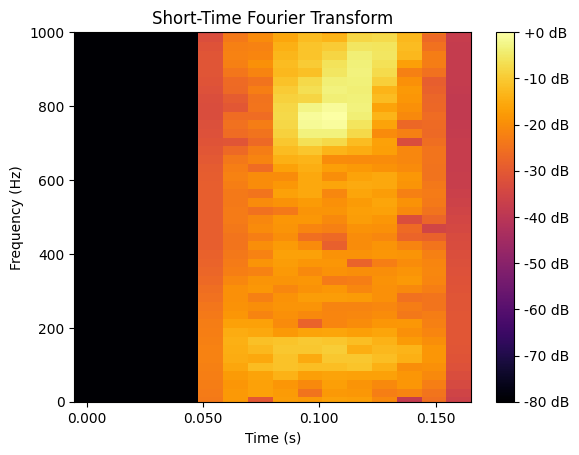 Short-Time Fourier Transform
Frequency (Hz)
1000
800
600
400
200
0
0.000
0.050
0.100
0.150
Time (s)
+0 dB
-10 dB
-20 dB
-30 dB
-40 dB
-50 dB
-60 dB
-70 dB
-80 dB